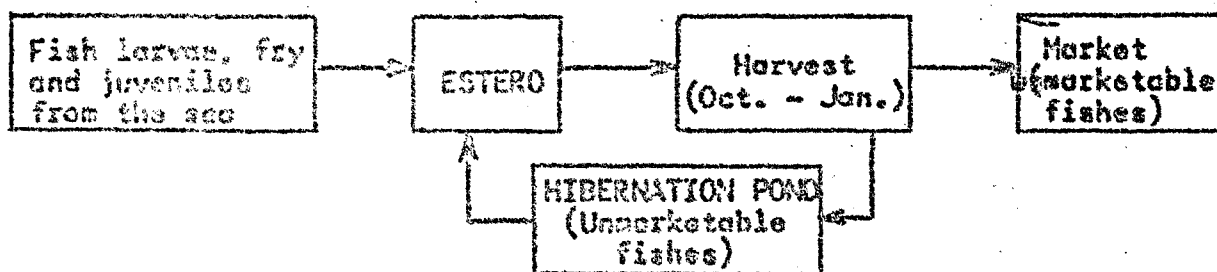 Fish larvae, fry
and juveniles
from the sea
ESTERO
Harvest
(Oct. - Jan.)
Market
(marketable
fishes)
HIBERNATION POND
(Unmarketable
fishes)